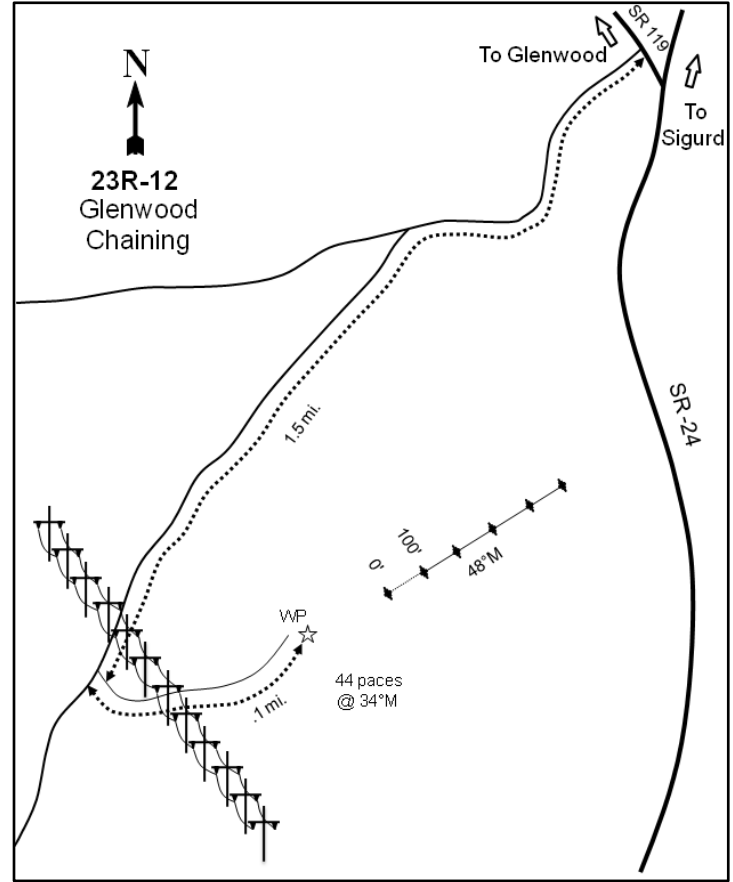 SR 119
To Glenwood
To
Sigurd
N
23R-12
Glenwood
Chaining
1.5 mi.
SR-24
100'
0'
48°M
WP
44 paces
@ 34°M
.1 mi.